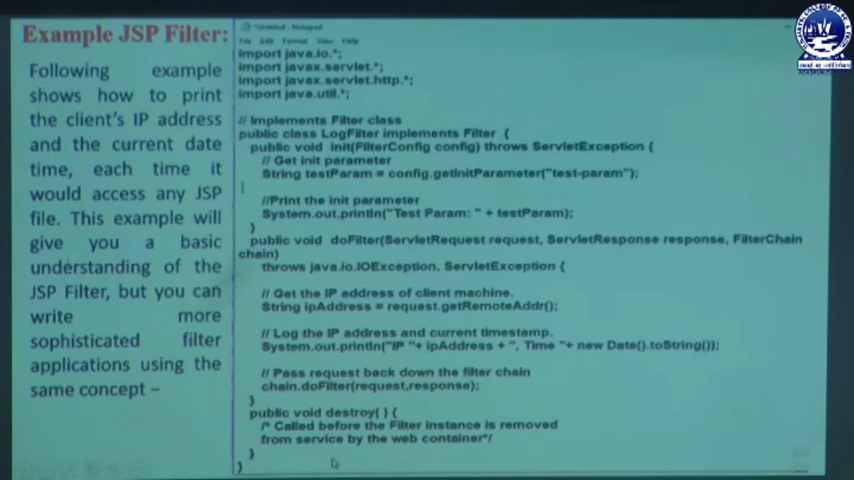 Example JSP Filter:
Following example
shows how to print
the client's IP address
and the current date
time, each time it
would access any JSP
file. This example will
give you a basic
understanding of the
JSP Filter, but you can
write more
sophisticated filter
applications using the
same concept –
*Untitled - Notepad
File Edit Format View Help
import java.io.*;
import javax.servlet.*;
import javax.servlet.http.*;
import java.util.*;
// Implements Filter class
public class LogFilter implements Filter {
public void init(FilterConfig config) throws ServletException {
// Get init parameter
String testParam = config.getInitParameter("test-param");
//Print the init parameter
System.out.println("Test Param: " + testParam);
}
public void doFilter(ServletRequest request, ServletResponse response, FilterChain
chain)
throws java.io.IOException, ServletException {
// Get the IP address of client machine.
String ipAddress = request.getRemoteAddr();
// Log the IP address and current timestamp.
System.out.println("IP "+ ipAddress + ", Time "+ new Date().toString());
// Pass request back down the filter chain
chain.doFilter(request,response);
}
public void destroy( ) {
/* Called before the Filter instance is removed
from service by the web container*/
}
}